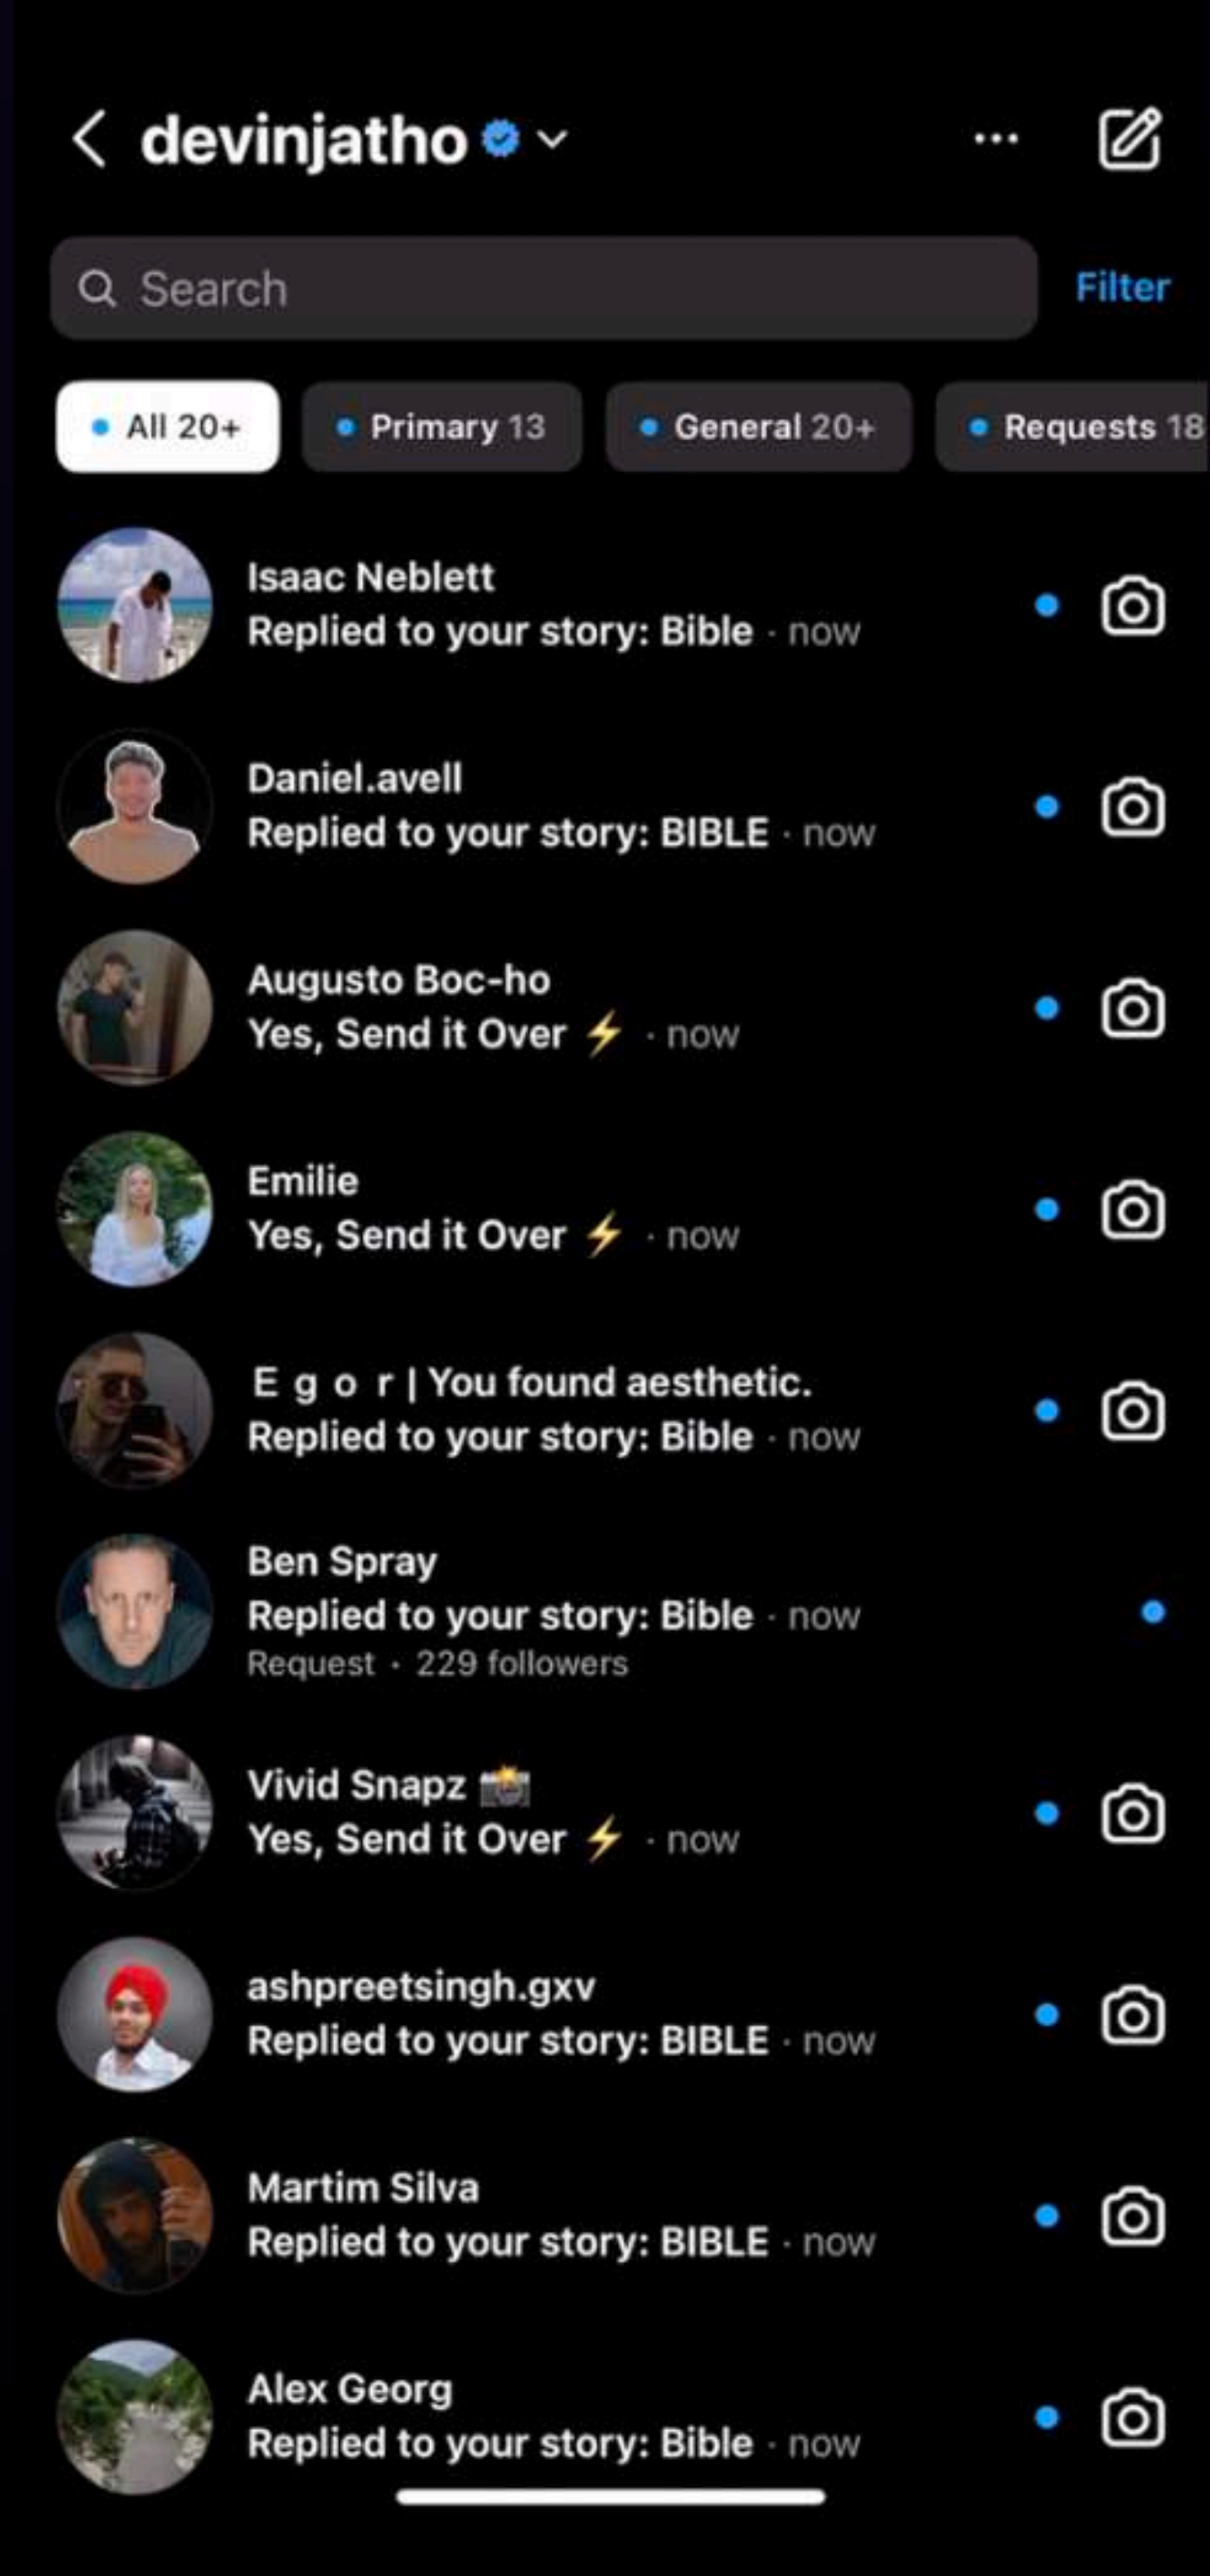 devinjatho
Search
Filter
All 20+
Primary 13
General 20+
Requests 18
Isaac Neblett
Replied to your story: Bible · now
Daniel.avell
Replied to your story: BIBLE · now
Augusto Boc-ho
Yes, Send it Over ⚡ · now
Emilie
Yes, Send it Over ⚡ · now
E g o r | You found aesthetic.
Replied to your story: Bible · now
Ben Spray
Replied to your story: Bible · now
Request · 229 followers
Vivid Snapz 📸
Yes, Send it Over ⚡ · now
ashpreetsingh.gxv
Replied to your story: BIBLE · now
Martim Silva
Replied to your story: BIBLE · now
Alex Georg
Replied to your story: Bible · now